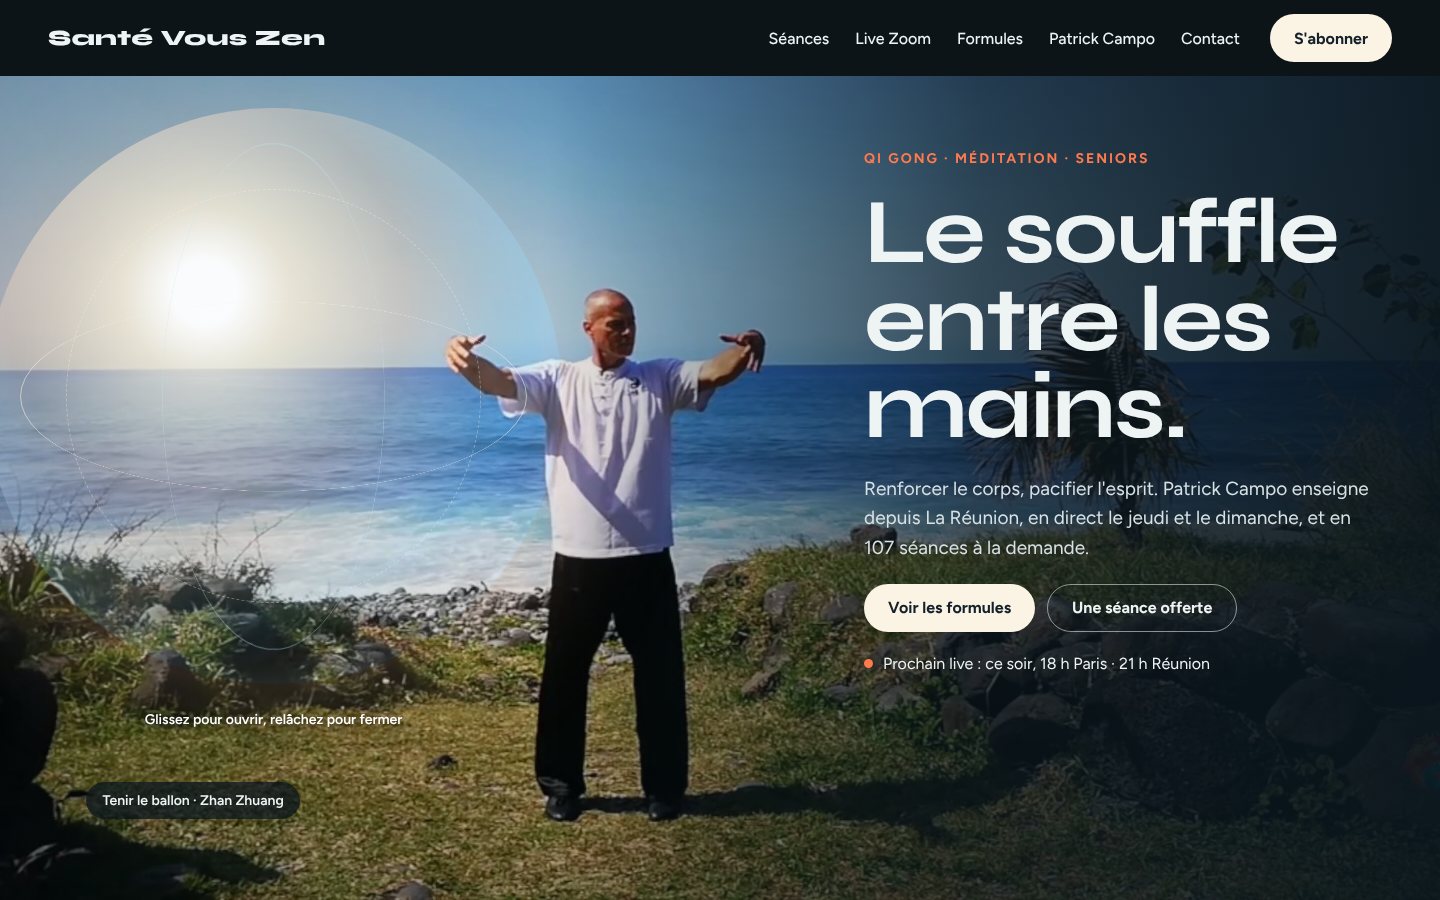 Santé Vous Zen
Séances
Live Zoom
Formules
Patrick Campo
Contact
S'abonner
QI GONG · MÉDITATION · SENIORS
Le souffle
entre les
mains.
Renforcer le corps, pacifier l'esprit. Patrick Campo enseigne
depuis La Réunion, en direct le jeudi et le dimanche, et en
107 séances à la demande.
Voir les formules
Une séance offerte
Prochain live : ce soir, 18 h Paris · 21 h Réunion
Glissez pour ouvrir, relâchez pour fermer
Tenir le ballon · Zhan Zhuang